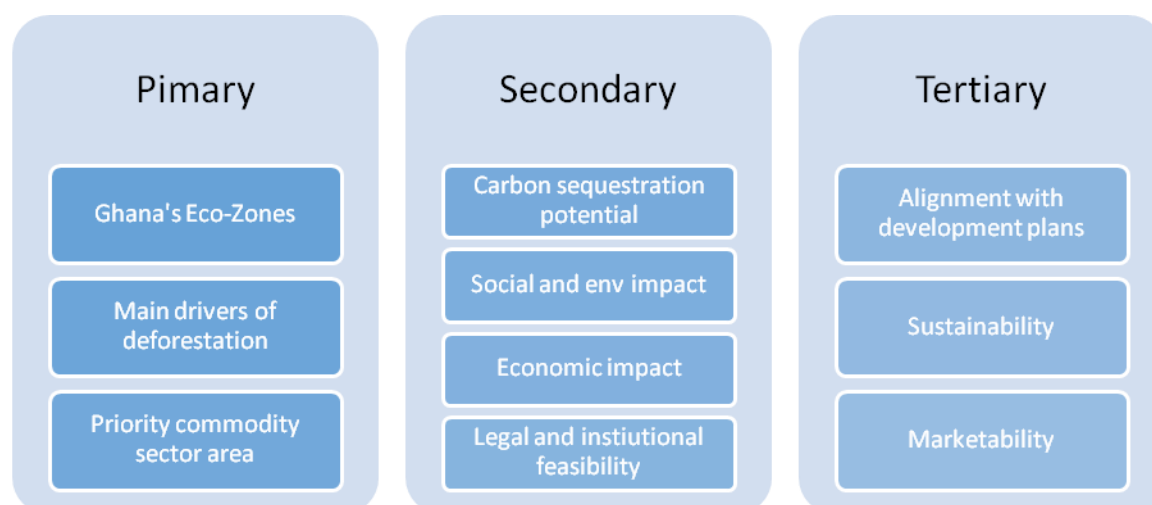 Pimary
Ghana's Eco-Zones
Main drivers of
deforestation
Priority commodity
sector area
Secondary
Carbon sequestration
potential
Social and env impact
Economic impact
Legal and instiutional
feasibility
Tertiary
Alignment with
development plans
Sustainability
Marketability